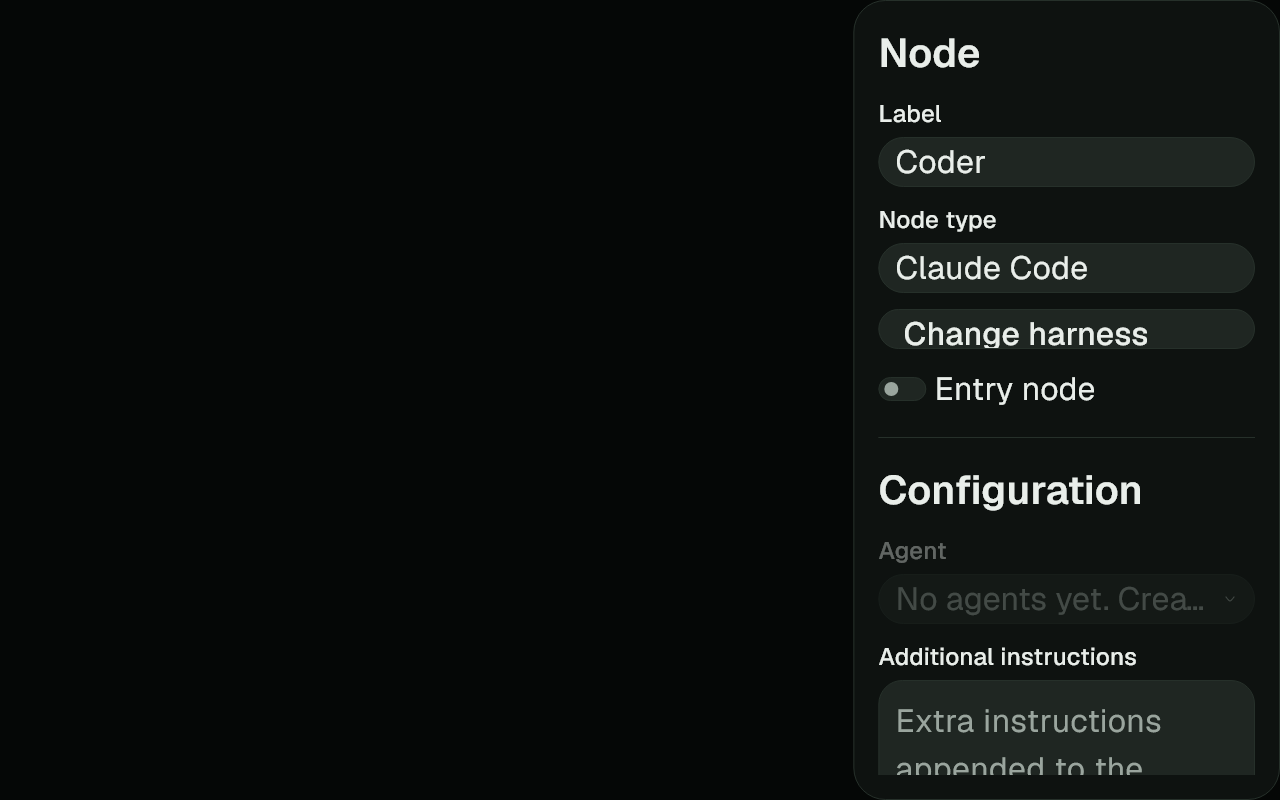 Node
Label
Coder
Node type
Claude Code
Change harness
Entry node
Configuration
Agent
No agents yet. Crea...
Additional instructions
Extra instructions
appended to the